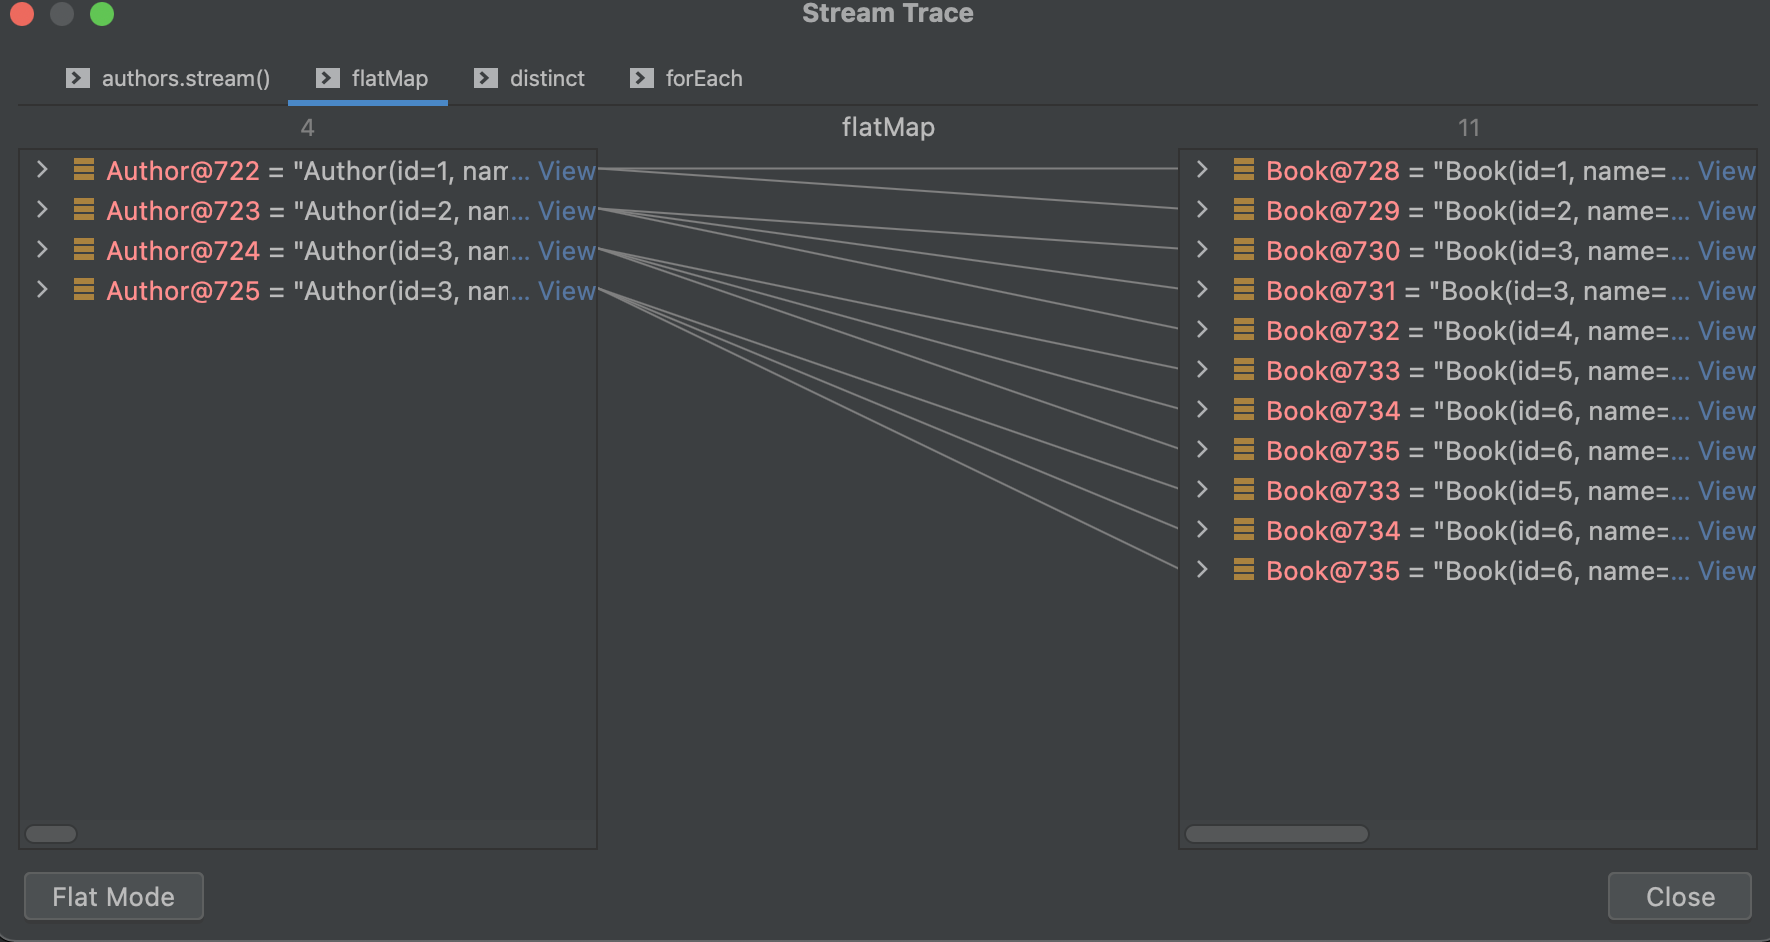 Stream Trace
authors.stream() flatMap distinct forEach
4 flatMap 11
Author@722 = "Author(id=1, nam... View
Author@723 = "Author(id=2, nan... View
Author@724 = "Author(id=3, nan... View
Author@725 = "Author(id=3, nan... View
Book@728 = "Book(id=1, name=... View
Book@729 = "Book(id=2, name=... View
Book@730 = "Book(id=3, name=... View
Book@731 = "Book(id=3, name=... View
Book@732 = "Book(id=4, name=... View
Book@733 = "Book(id=5, name=... View
Book@734 = "Book(id=6, name=... View
Book@735 = "Book(id=6, name=... View
Book@733 = "Book(id=5, name=... View
Book@734 = "Book(id=6, name=... View
Book@735 = "Book(id=6, name=... View
Flat Mode Close